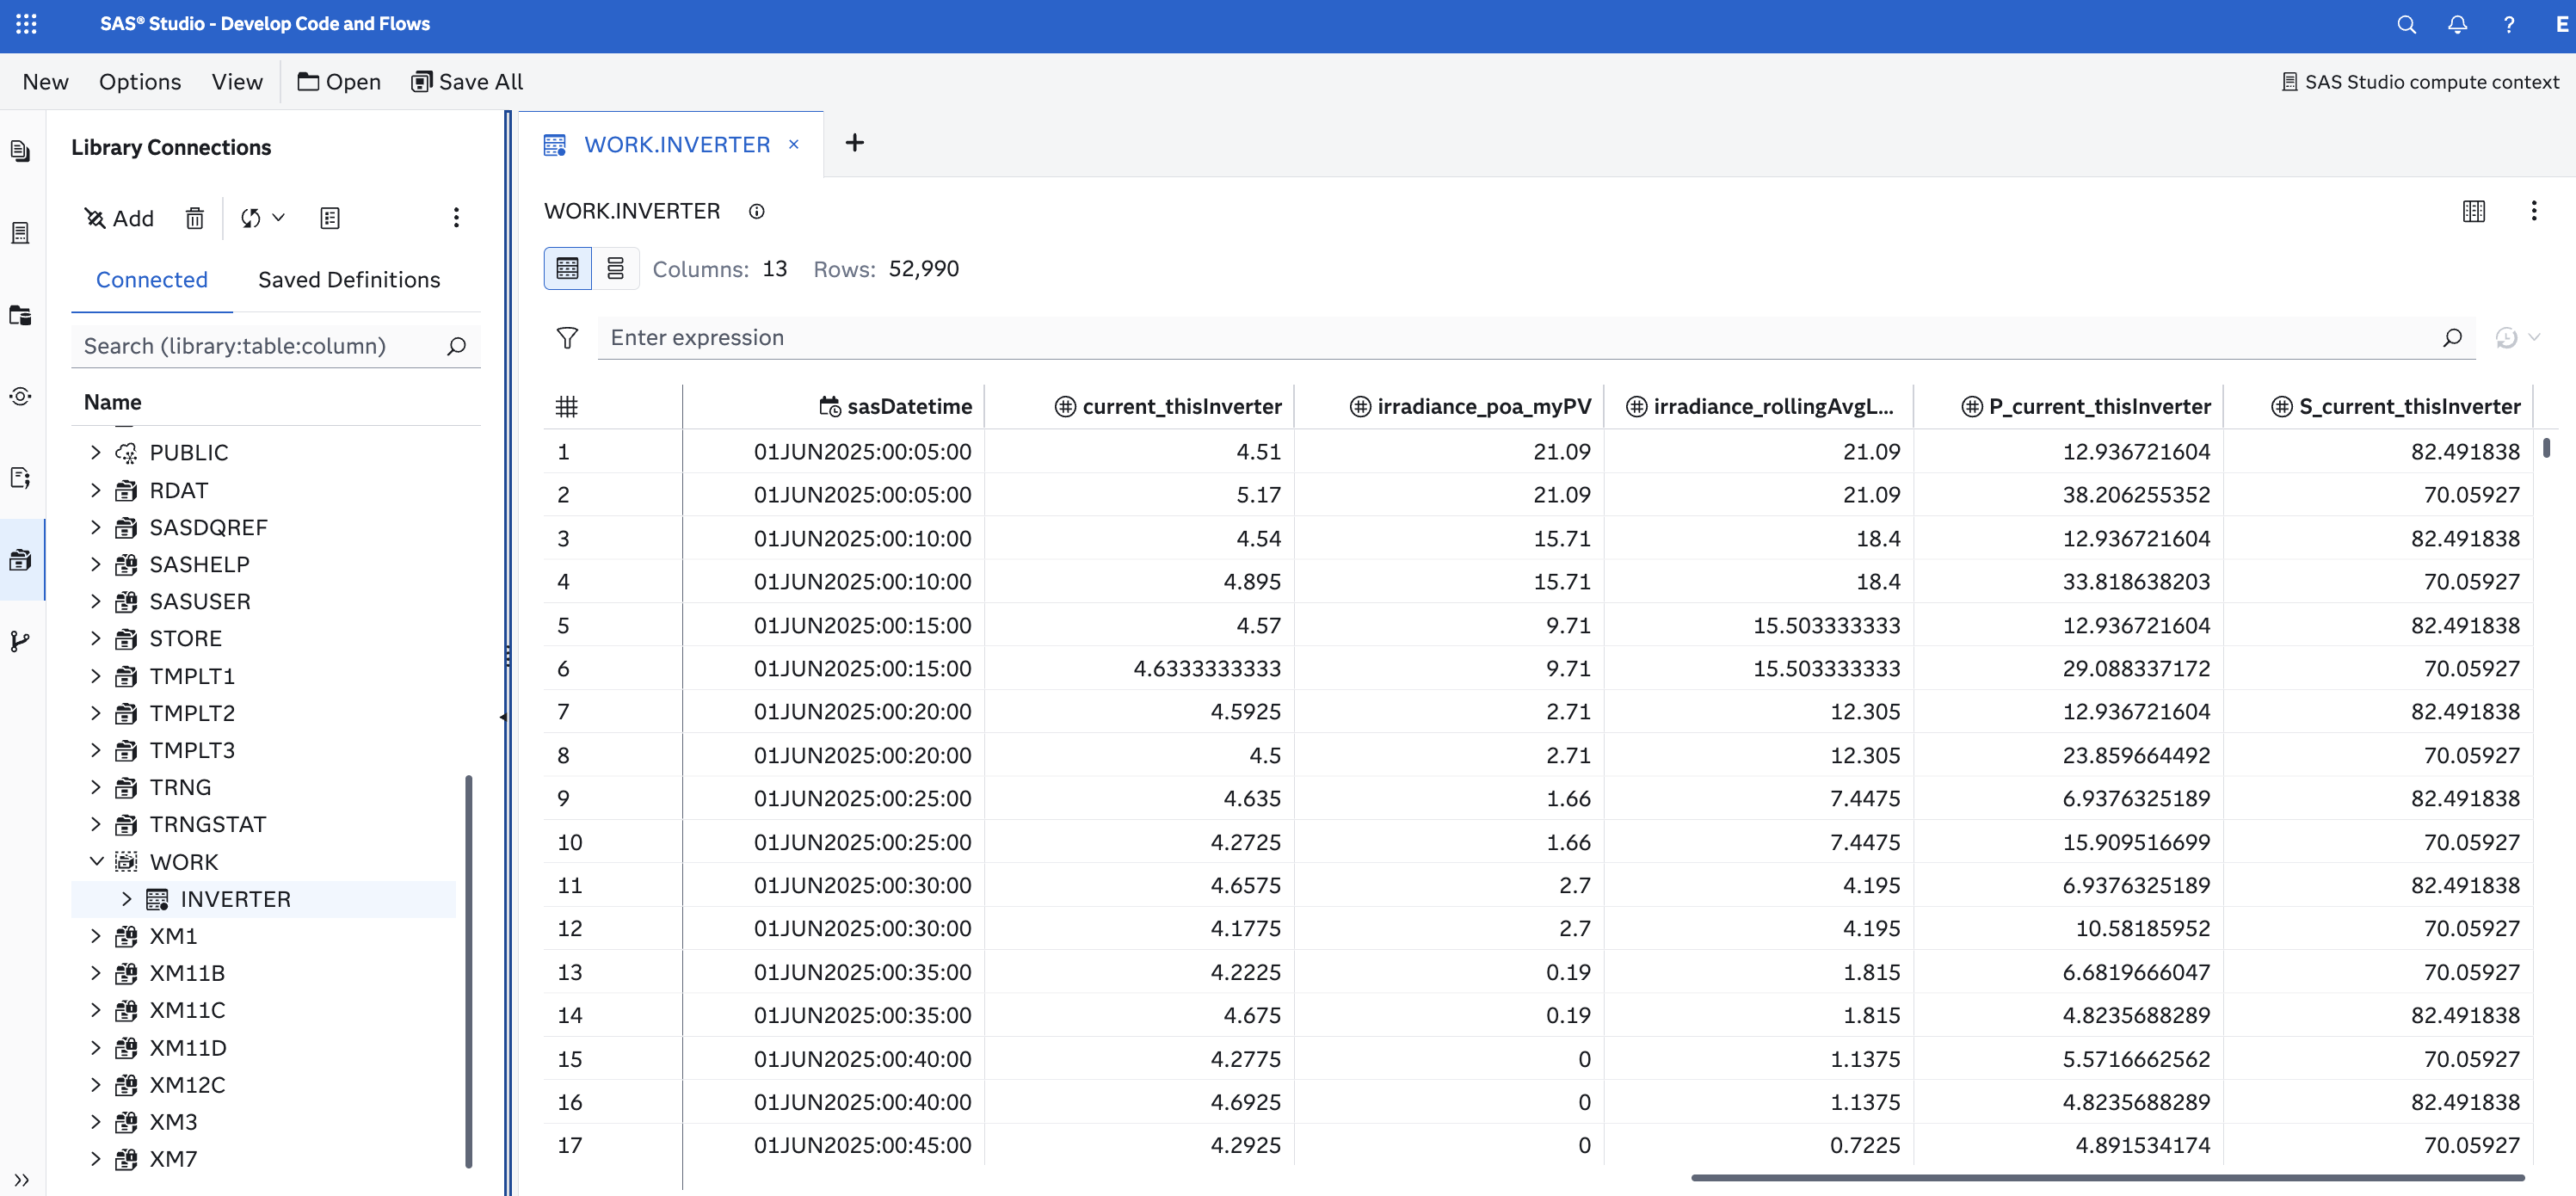 SAS® Studio - Develop Code and Flows
E
New Options View Open Save All
SAS Studio compute context
Library Connections
Add
Connected Saved Definitions
Search (library:table:column)
Name
PUBLIC
RDAT
SASDQREF
SASHELP
SASUSER
STORE
TMPLT1
TMPLT2
TMPLT3
TRNG
TRNGSTAT
WORK
INVERTER
XM1
XM11B
XM11C
XM11D
XM12C
XM3
XM7
WORK.INVERTER
WORK.INVERTER
Columns: 13 Rows: 52,990
Enter expression
sasDatetime current_thisInverter irradiance_poa_myPV irradiance_rollingAvgL... P_current_thisInverter S_current_thisInverter
1 01JUN2025:00:05:00 4.51 21.09 21.09 12.936721604 82.491838
2 01JUN2025:00:05:00 5.17 21.09 21.09 38.206255352 70.05927
3 01JUN2025:00:10:00 4.54 15.71 18.4 12.936721604 82.491838
4 01JUN2025:00:10:00 4.895 15.71 18.4 33.818638203 70.05927
5 01JUN2025:00:15:00 4.57 9.71 15.503333333 12.936721604 82.491838
6 01JUN2025:00:15:00 4.6333333333 9.71 15.503333333 29.088337172 70.05927
7 01JUN2025:00:20:00 4.5925 2.71 12.305 12.936721604 82.491838
8 01JUN2025:00:20:00 4.5 2.71 12.305 23.859664492 70.05927
9 01JUN2025:00:25:00 4.635 1.66 7.4475 6.9376325189 82.491838
10 01JUN2025:00:25:00 4.2725 1.66 7.4475 15.909516699 70.05927
11 01JUN2025:00:30:00 4.6575 2.7 4.195 6.9376325189 82.491838
12 01JUN2025:00:30:00 4.1775 2.7 4.195 10.58185952 70.05927
13 01JUN2025:00:35:00 4.2225 0.19 1.815 6.6819666047 70.05927
14 01JUN2025:00:35:00 4.675 0.19 1.815 4.8235688289 82.491838
15 01JUN2025:00:40:00 4.2775 0 1.1375 5.5716662562 70.05927
16 01JUN2025:00:40:00 4.6925 0 1.1375 4.8235688289 82.491838
17 01JUN2025:00:45:00 4.2925 0 0.7225 4.891534174 70.05927